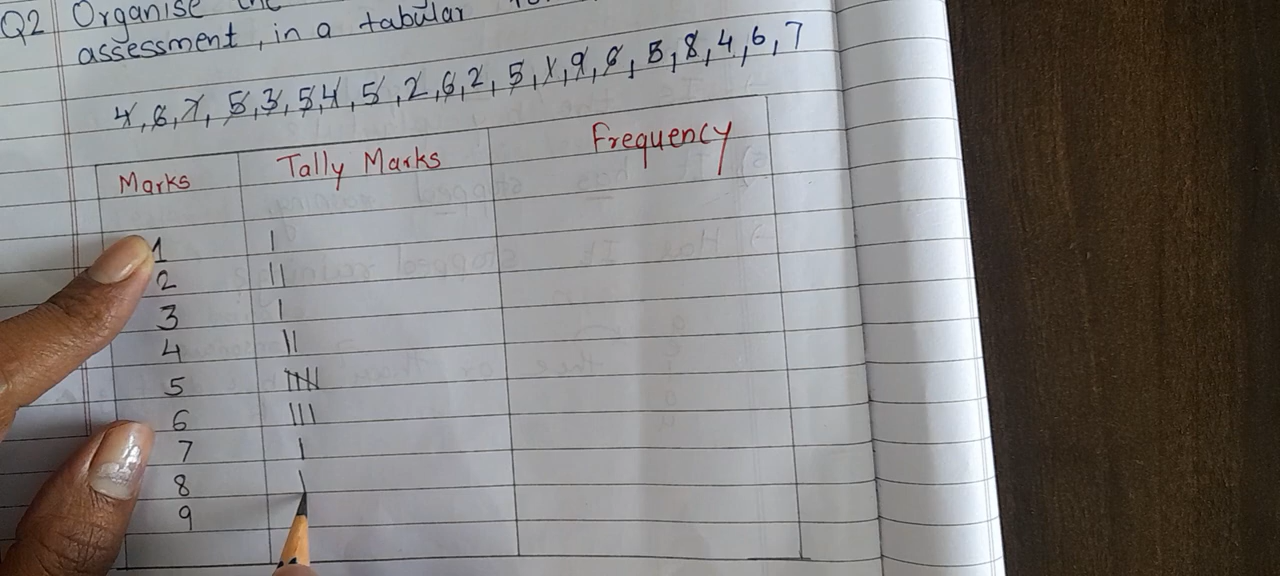 Q2 Organise the
assessment, in a tabular
4, 6, 7, 5, 3, 5, 4, 5, 2, 6, 2, 5, 1, 9, 6, 5, 8, 4, 6, 7
Marks Tally Marks Frequency
1 |
2 ||
3 |
4 ||
5 ||||
6 |||
7 |
8 |
9